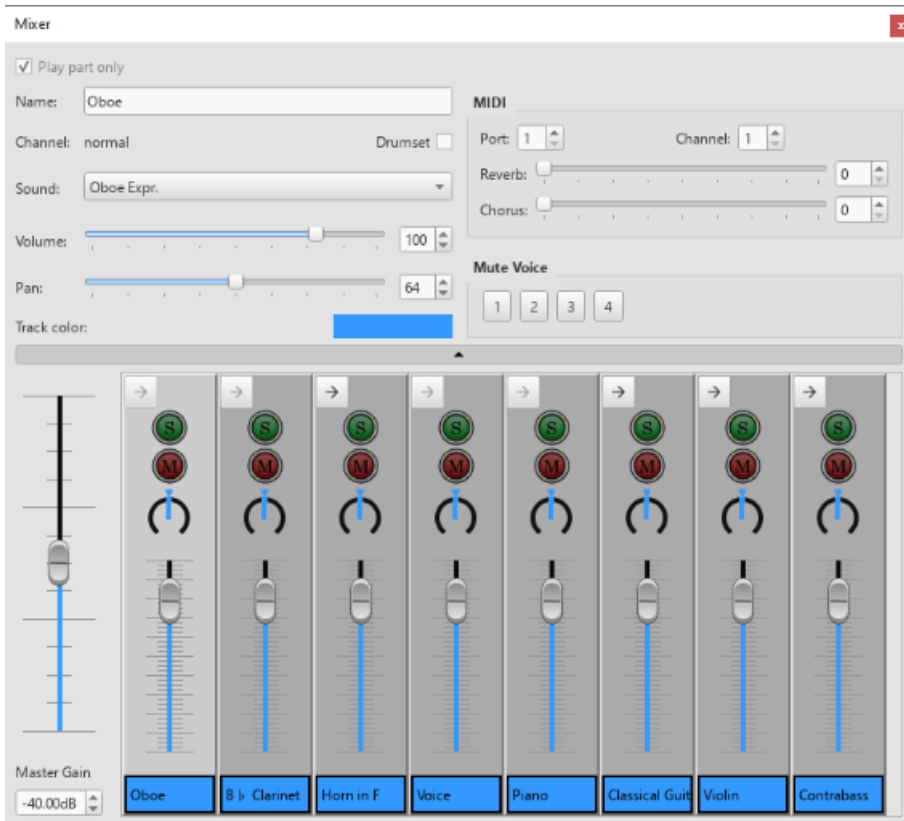 Mixer x
Play part only
Name: Oboe
Channel: normal Drumset
Sound: Oboe Expr.
Volume: 100
Pan: 64
Track color:
MIDI
Port: 1 Channel: 1
Reverb: 0
Chorus: 0
Mute Voice
1 2 3 4
S S S S S S S S
M M M M M M M M
Master Gain
-40.00dB
Oboe B♭ Clarinet Horn in F Voice Piano Classical Guit Violin Contrabass